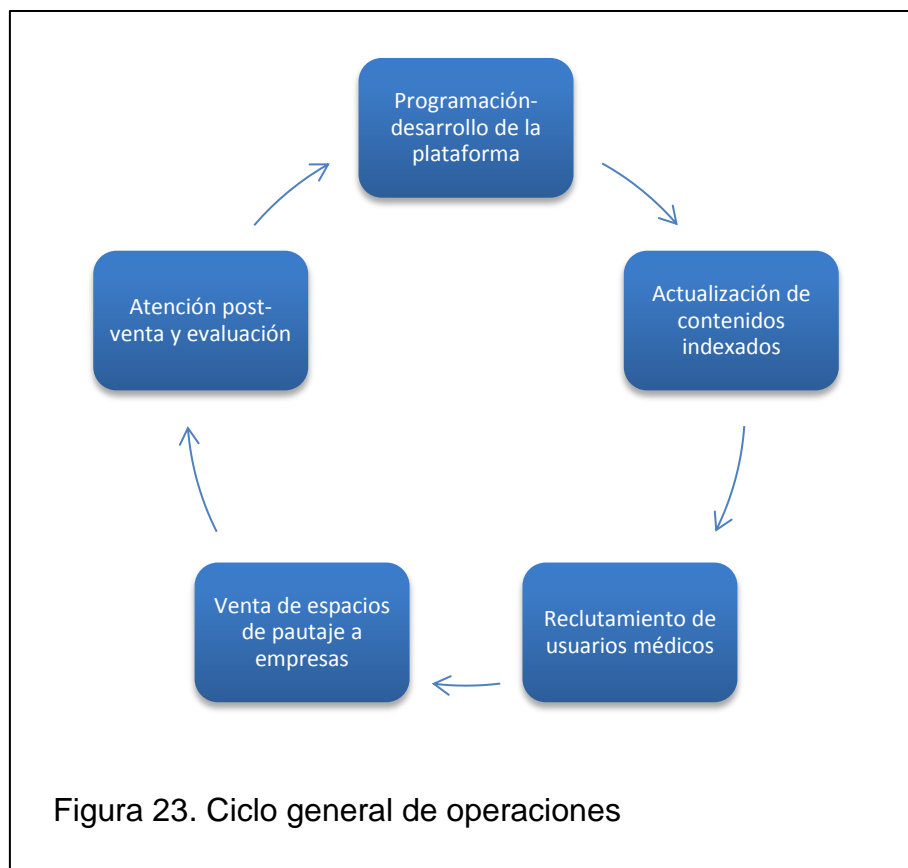 Programación-
desarrollo de la
plataforma
Actualización de
contenidos
indexados
Reclutamiento de
usuarios médicos
Venta de espacios
de pautaje a
empresas
Atención post-
venta y evaluación
Figura 23. Ciclo general de operaciones